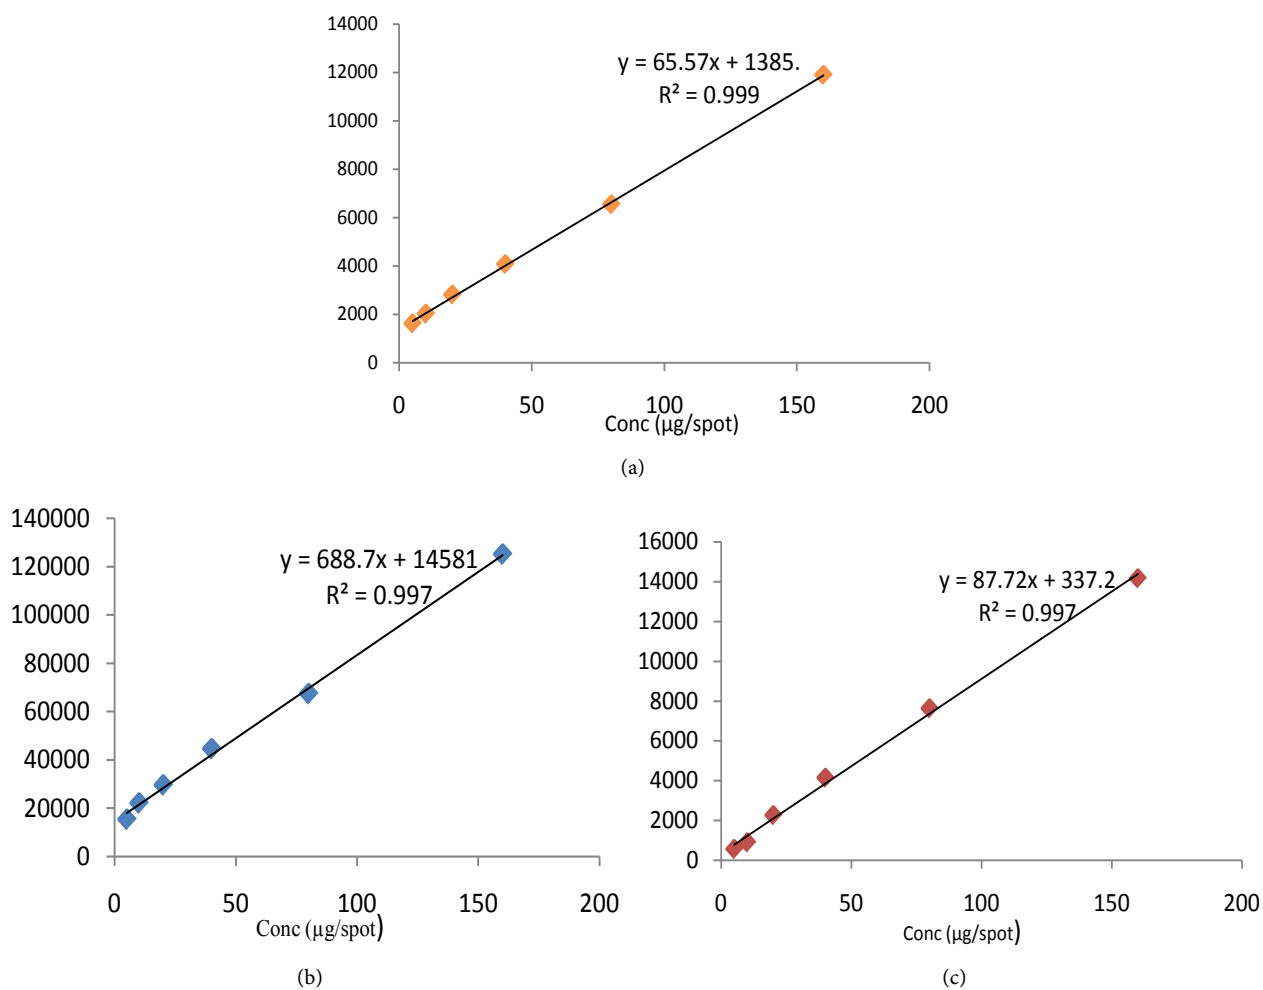 14000
12000
10000
8000
6000
4000
2000
0
y = 65.57x + 1385.
R² = 0.999
0 50 100 150 200
Conc (µg/spot)
(a)
140000
120000
100000
80000
60000
40000
20000
0
y = 688.7x + 14581
R² = 0.997
0 50 100 150 200
Conc (µg/spot)
(b)
16000
14000
12000
10000
8000
6000
4000
2000
0
y = 87.72x + 337.2
R² = 0.997
0 50 100 150 200
Conc (µg/spot)
(c)